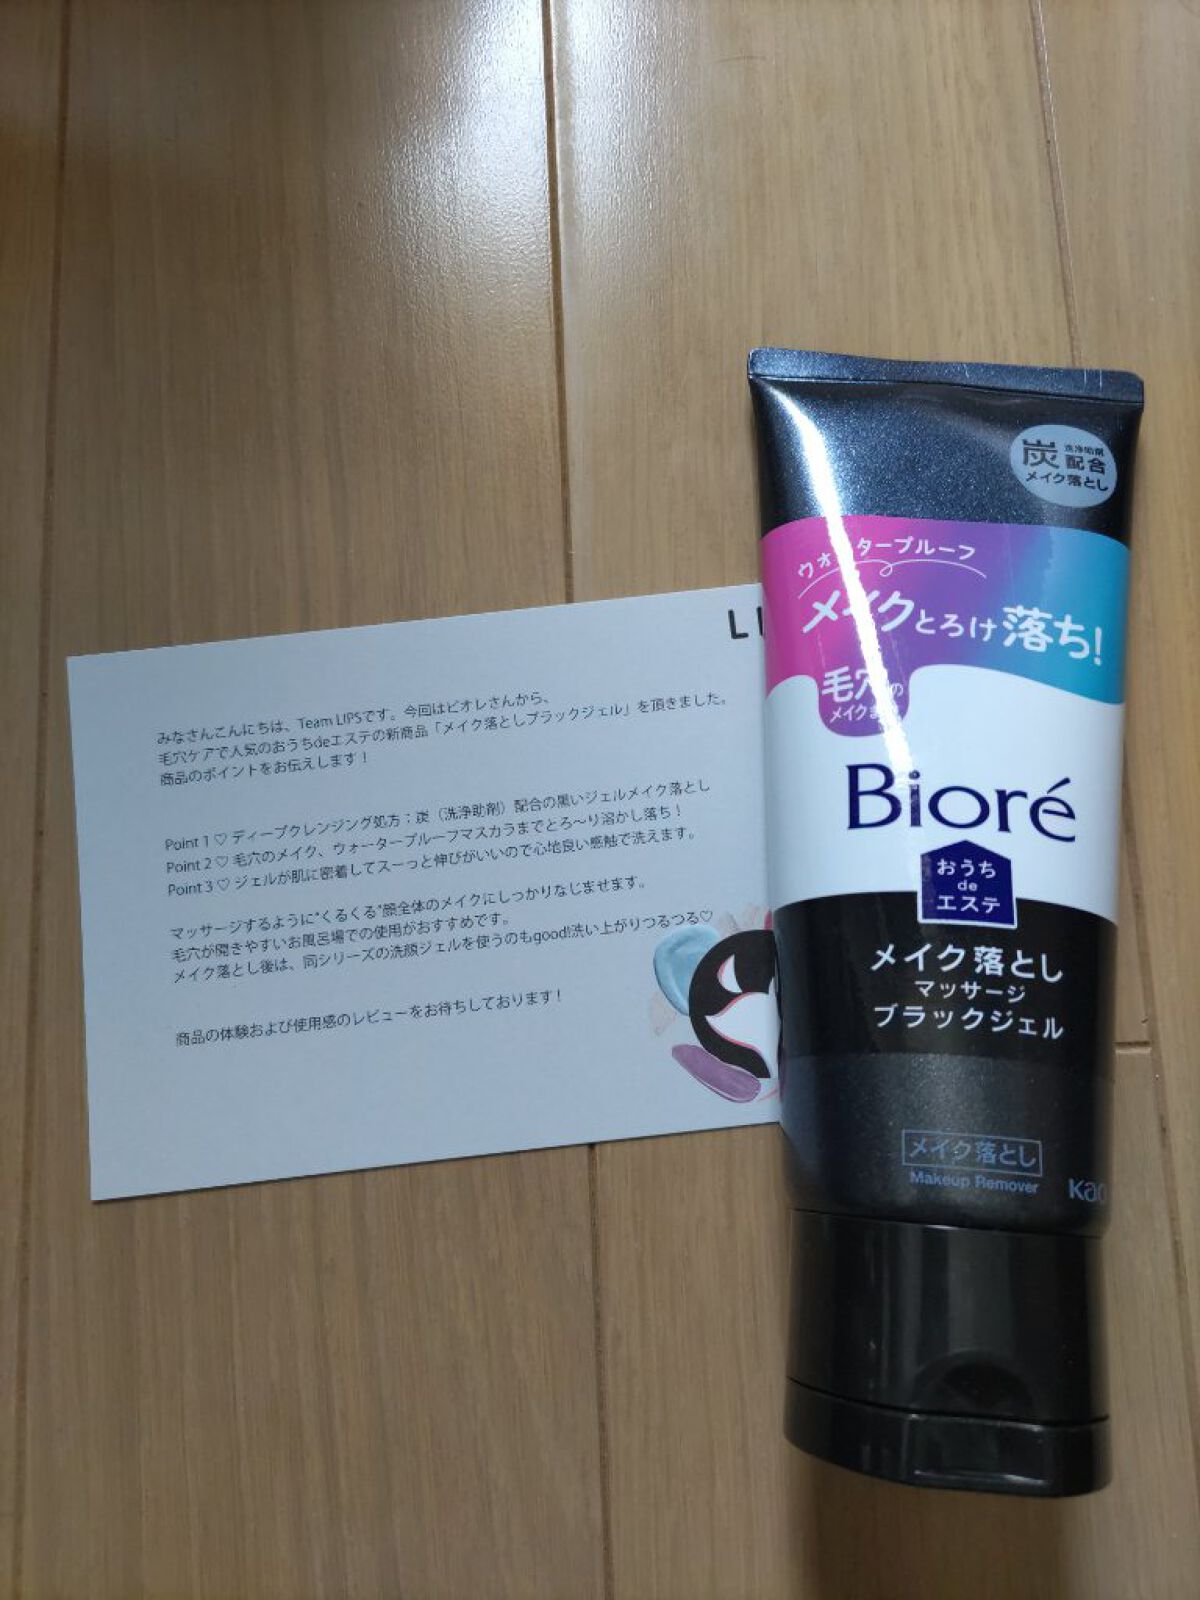 みなさんこんにちは、Team LIPSです。今回はビオレさんから、
毛穴ケアで人気のおうちdeエステの新商品「メイク落としブラックジェル」を頂きました。
商品のポイントをお伝えします！
Point 1 ♡ ディープクレンジング処方；炭（洗浄助剤）配合の黒いジェルメイク落とし
Point 2 ♡ 毛穴のメイク、ウォータープルーフマスカラまでとろ〜り溶かし落ち！
Point 3 ♡ ジェルが肌に密着してスーっと伸びがいいので心地良い感触で洗えます。
マッサージするように"くるくる"顔全体のメイクにしっかりなじませます。
毛穴が開きやすいお風呂場での使用がおすすめです。
メイク落とし後は、同シリーズの洗顔ジェルを使うのもgood!洗い上がりつるつる♡
商品の体験および使用感のレビューをお待ちしております！
炭 洗浄助剤
配合
メイク落とし
ウォータープルーフ
メイクとろけ落ち!
毛穴の
メイクま
Bioré
おうち
de
エステ
メイク落とし
マッサージ
ブラックジェル
メイク落とし
Makeup Remover
Kao